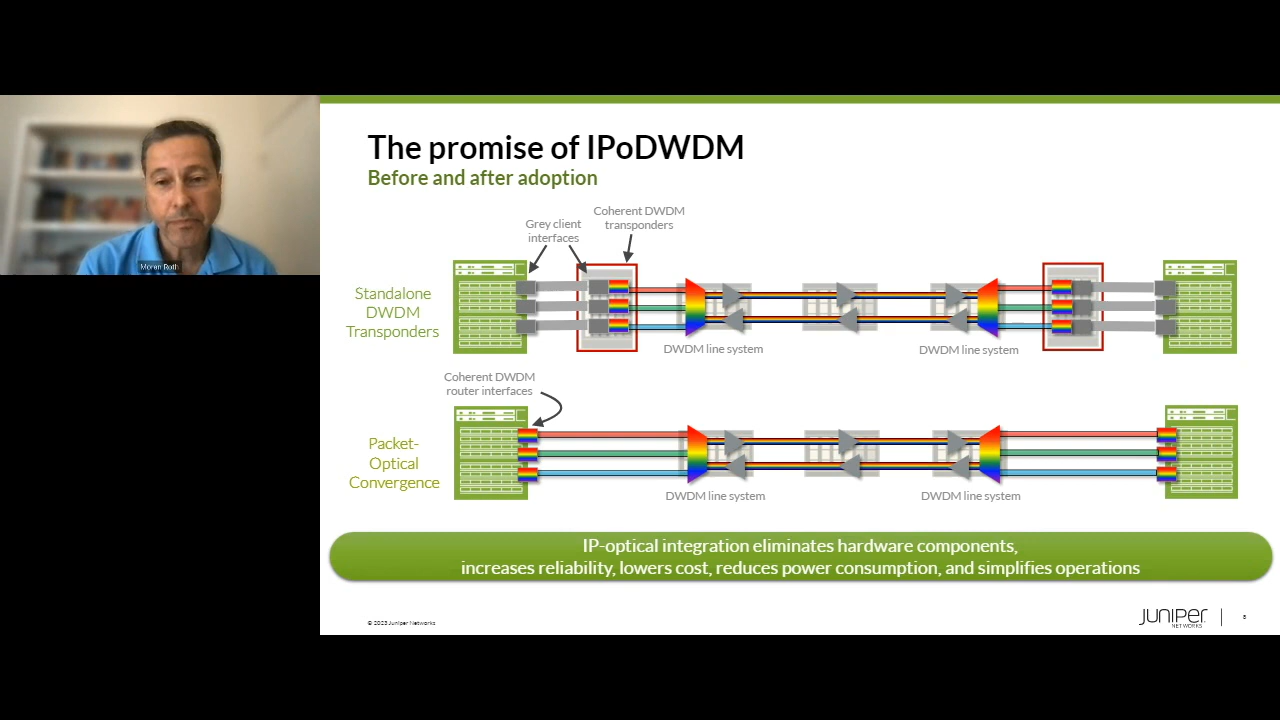 The promise of IPoDWDM
Before and after adoption
Coherent DWDM
transponders
Grey client
interfaces
Standalone
DWDM
Transponders
DWDM line system
DWDM line system
Coherent DWDM
router interfaces
Packet-
Optical
Convergence
DWDM line system
DWDM line system
IP-optical integration eliminates hardware components,
increases reliability, lowers cost, reduces power consumption, and simplifies operations
Moran Roth
© 2023 Juniper Networks
JUNIPER
NETWORKS
8